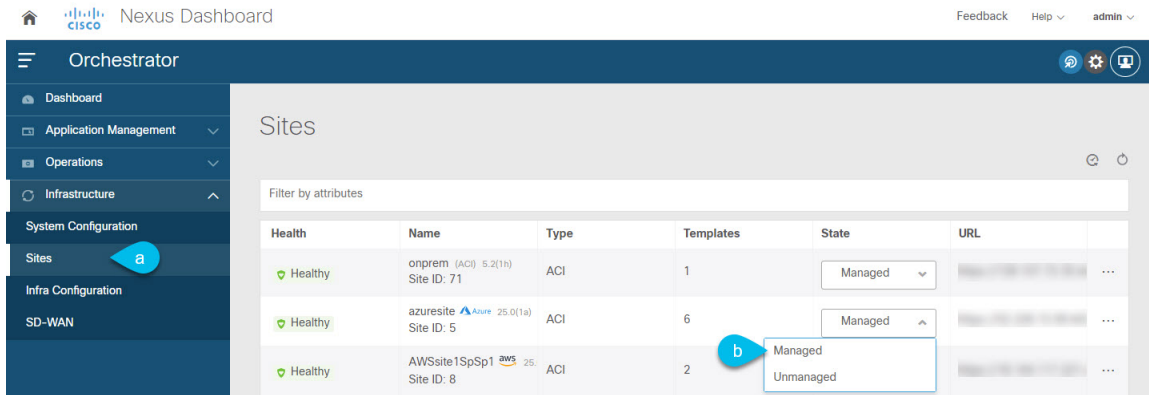 CISCO Nexus Dashboard Feedback Help admin
Orchestrator
Dashboard
Application Management
Operations
Infrastructure
System Configuration
Sites a
Infra Configuration
SD-WAN
Sites
Filter by attributes
Health Name Type Templates State URL
Healthy onprem (ACI) 5.2(1h) ACI 1 Managed ...
Site ID: 71
Healthy azuresite Azure 25.0(1a) ACI 6 Managed ...
Site ID: 5
b Managed
Unmanaged
Healthy AWSsite1SpSp1 aws 25. ACI 2 ...
Site ID: 8